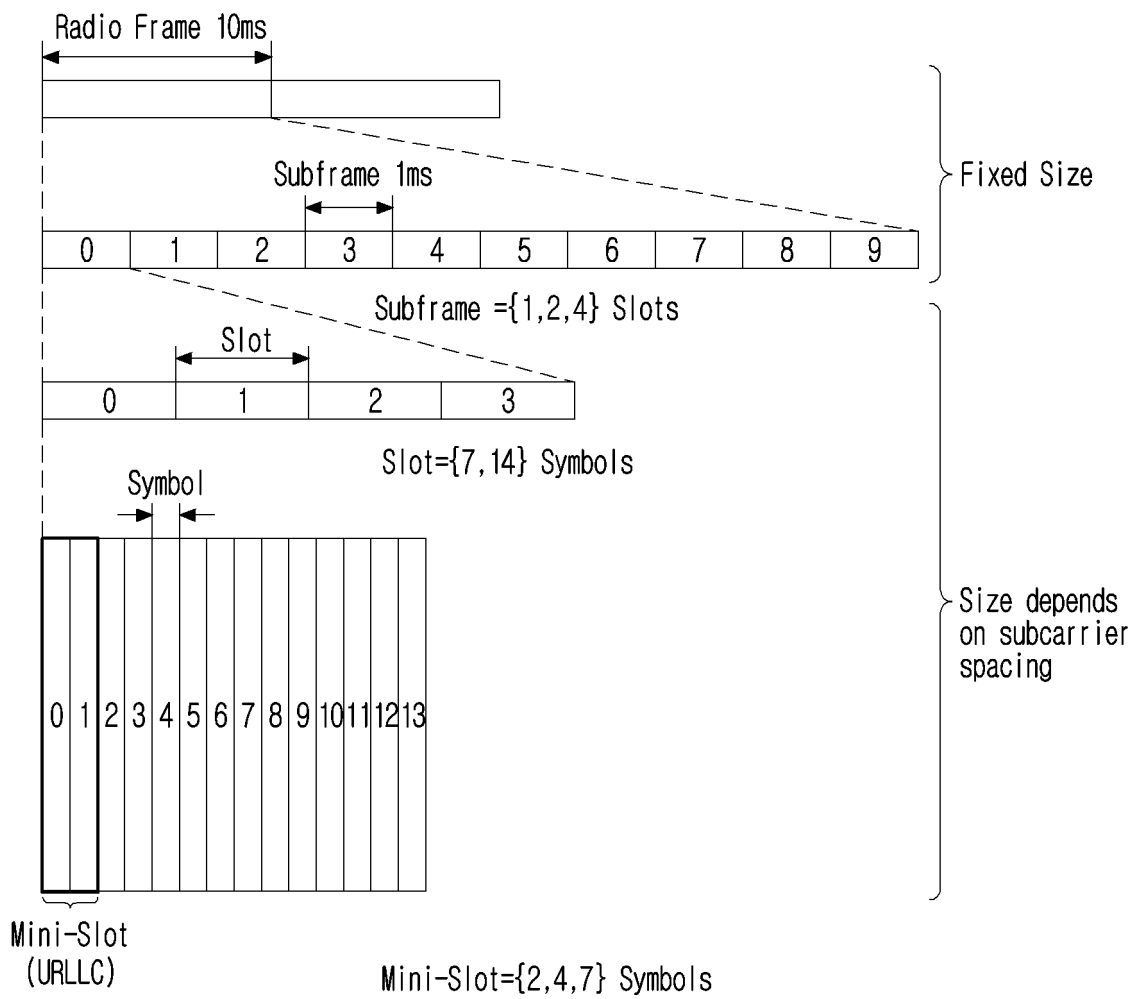 Radio Frame 10ms
Subframe 1ms
Fixed Size
0 1 2 3 4 5 6 7 8 9
Subframe ={1,2,4} Slots
Slot
0 1 2 3
Slot={7,14} Symbols
Symbol
Size depends
on subcarrier
spacing
0 1 2 3 4 5 6 7 8 9 10 11 12 13
Mini-Slot
(URLLC)
Mini-Slot={2,4,7} Symbols